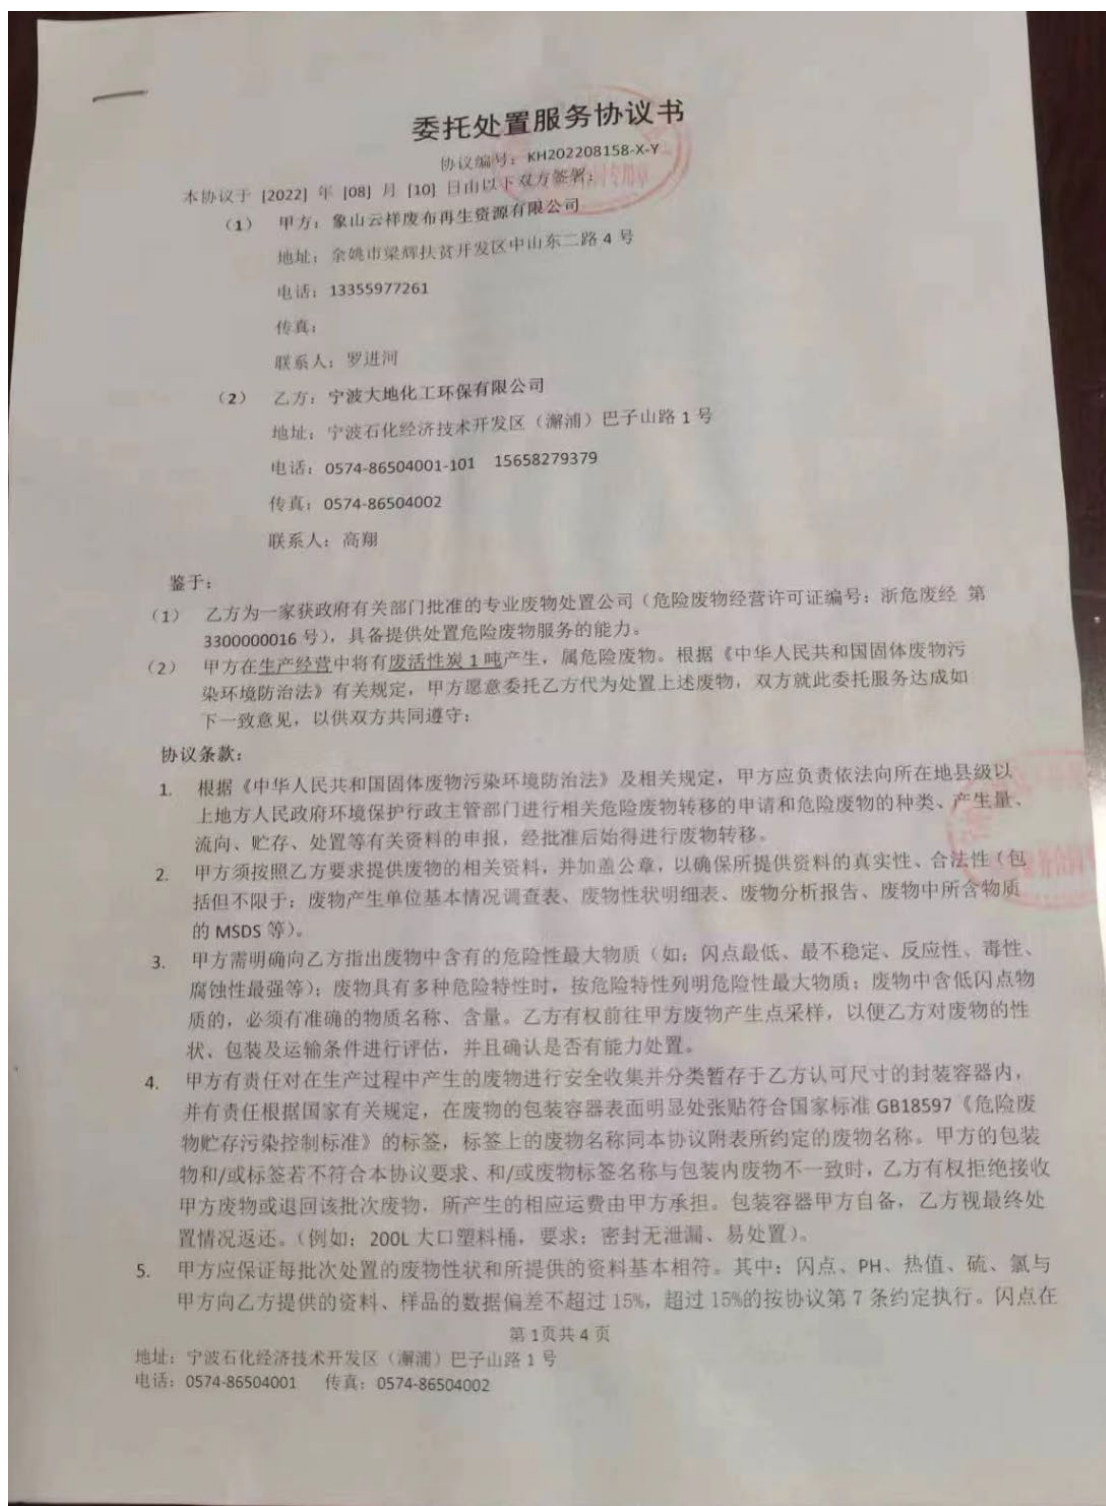 委托处置服务协议书
协议编号：KH202208158-X-Y
本协议于 [2022] 年 [08] 月 [10] 日由以下双方签署：
（1） 甲方：象山云祥废布再生资源有限公司
地址：余姚市梁辉扶贫开发区中山东二路 4 号
电话：13355977261
传真：
联系人：罗进河
（2） 乙方：宁波大地化工环保有限公司
地址：宁波石化经济技术开发区（澥浦）巴子山路 1 号
电话：0574-86504001-101 15658279379
传真：0574-86504002
联系人：高翔
鉴于：
（1） 乙方为一家获政府有关部门批准的专业废物处置公司（危险废物经营许可证编号：浙危废经 第
3300000016 号），具备提供处置危险废物服务的能力。
（2） 甲方在生产经营中将有废活性炭 1 吨产生，属危险废物。根据《中华人民共和国固体废物污
染环境防治法》有关规定，甲方愿意委托乙方代为处置上述废物，双方就此委托服务达成如
下一致意见，以供双方共同遵守：
协议条款：
1. 根据《中华人民共和国固体废物污染环境防治法》及相关规定，甲方应负责依法向所在地县级以
上地方人民政府环境保护行政主管部门进行相关危险废物转移的申请和危险废物的种类、产生量、
流向、贮存、处置等有关资料的申报，经批准后始得进行废物转移。
2. 甲方须按照乙方要求提供废物的相关资料，并加盖公章，以确保所提供资料的真实性、合法性（包
括但不限于：废物产生单位基本情况调查表、废物性状明细表、废物分析报告、废物中所含物质
的 MSDS 等）。
3. 甲方需明确向乙方指出废物中含有的危险性最大物质（如：闪点最低、最不稳定、反应性、毒性、
腐蚀性最强等）；废物具有多种危险特性时，按危险特性列明危险性最大物质；废物中含低闪点物
质的，必须有准确的物质名称、含量。乙方有权前往甲方废物产生点采样，以便乙方对废物的性
状、包装及运输条件进行评估，并且确认是否有能力处置。
4. 甲方有责任对在生产过程中产生的废物进行安全收集并分类暂存于乙方认可尺寸的封装容器内，
并有责任根据国家有关规定，在废物的包装容器表面明显处张贴符合国家标准 GB18597《危险废
物贮存污染控制标准》的标签，标签上的废物名称同本协议附表所约定的废物名称。甲方的包装
物和/或标签若不符合本协议要求、和/或废物标签名称与包装内废物不一致时，乙方有权拒绝接收
甲方废物或退回该批次废物，所产生的相应运费由甲方承担。包装容器甲方自备，乙方视最终处
置情况返还。（例如：200L 大口塑料桶，要求：密封无泄漏、易处置）。
5. 甲方应保证每批次处置的废物性状和所提供的资料基本相符。其中：闪点、PH、热值、硫、氯与
甲方向乙方提供的资料、样品的数据偏差不超过 15%，超过 15%的按协议第 7 条约定执行。闪点在
第 1页共 4 页
地址：宁波石化经济技术开发区（澥浦）巴子山路 1 号
电话：0574-86504001 传真：0574-86504002